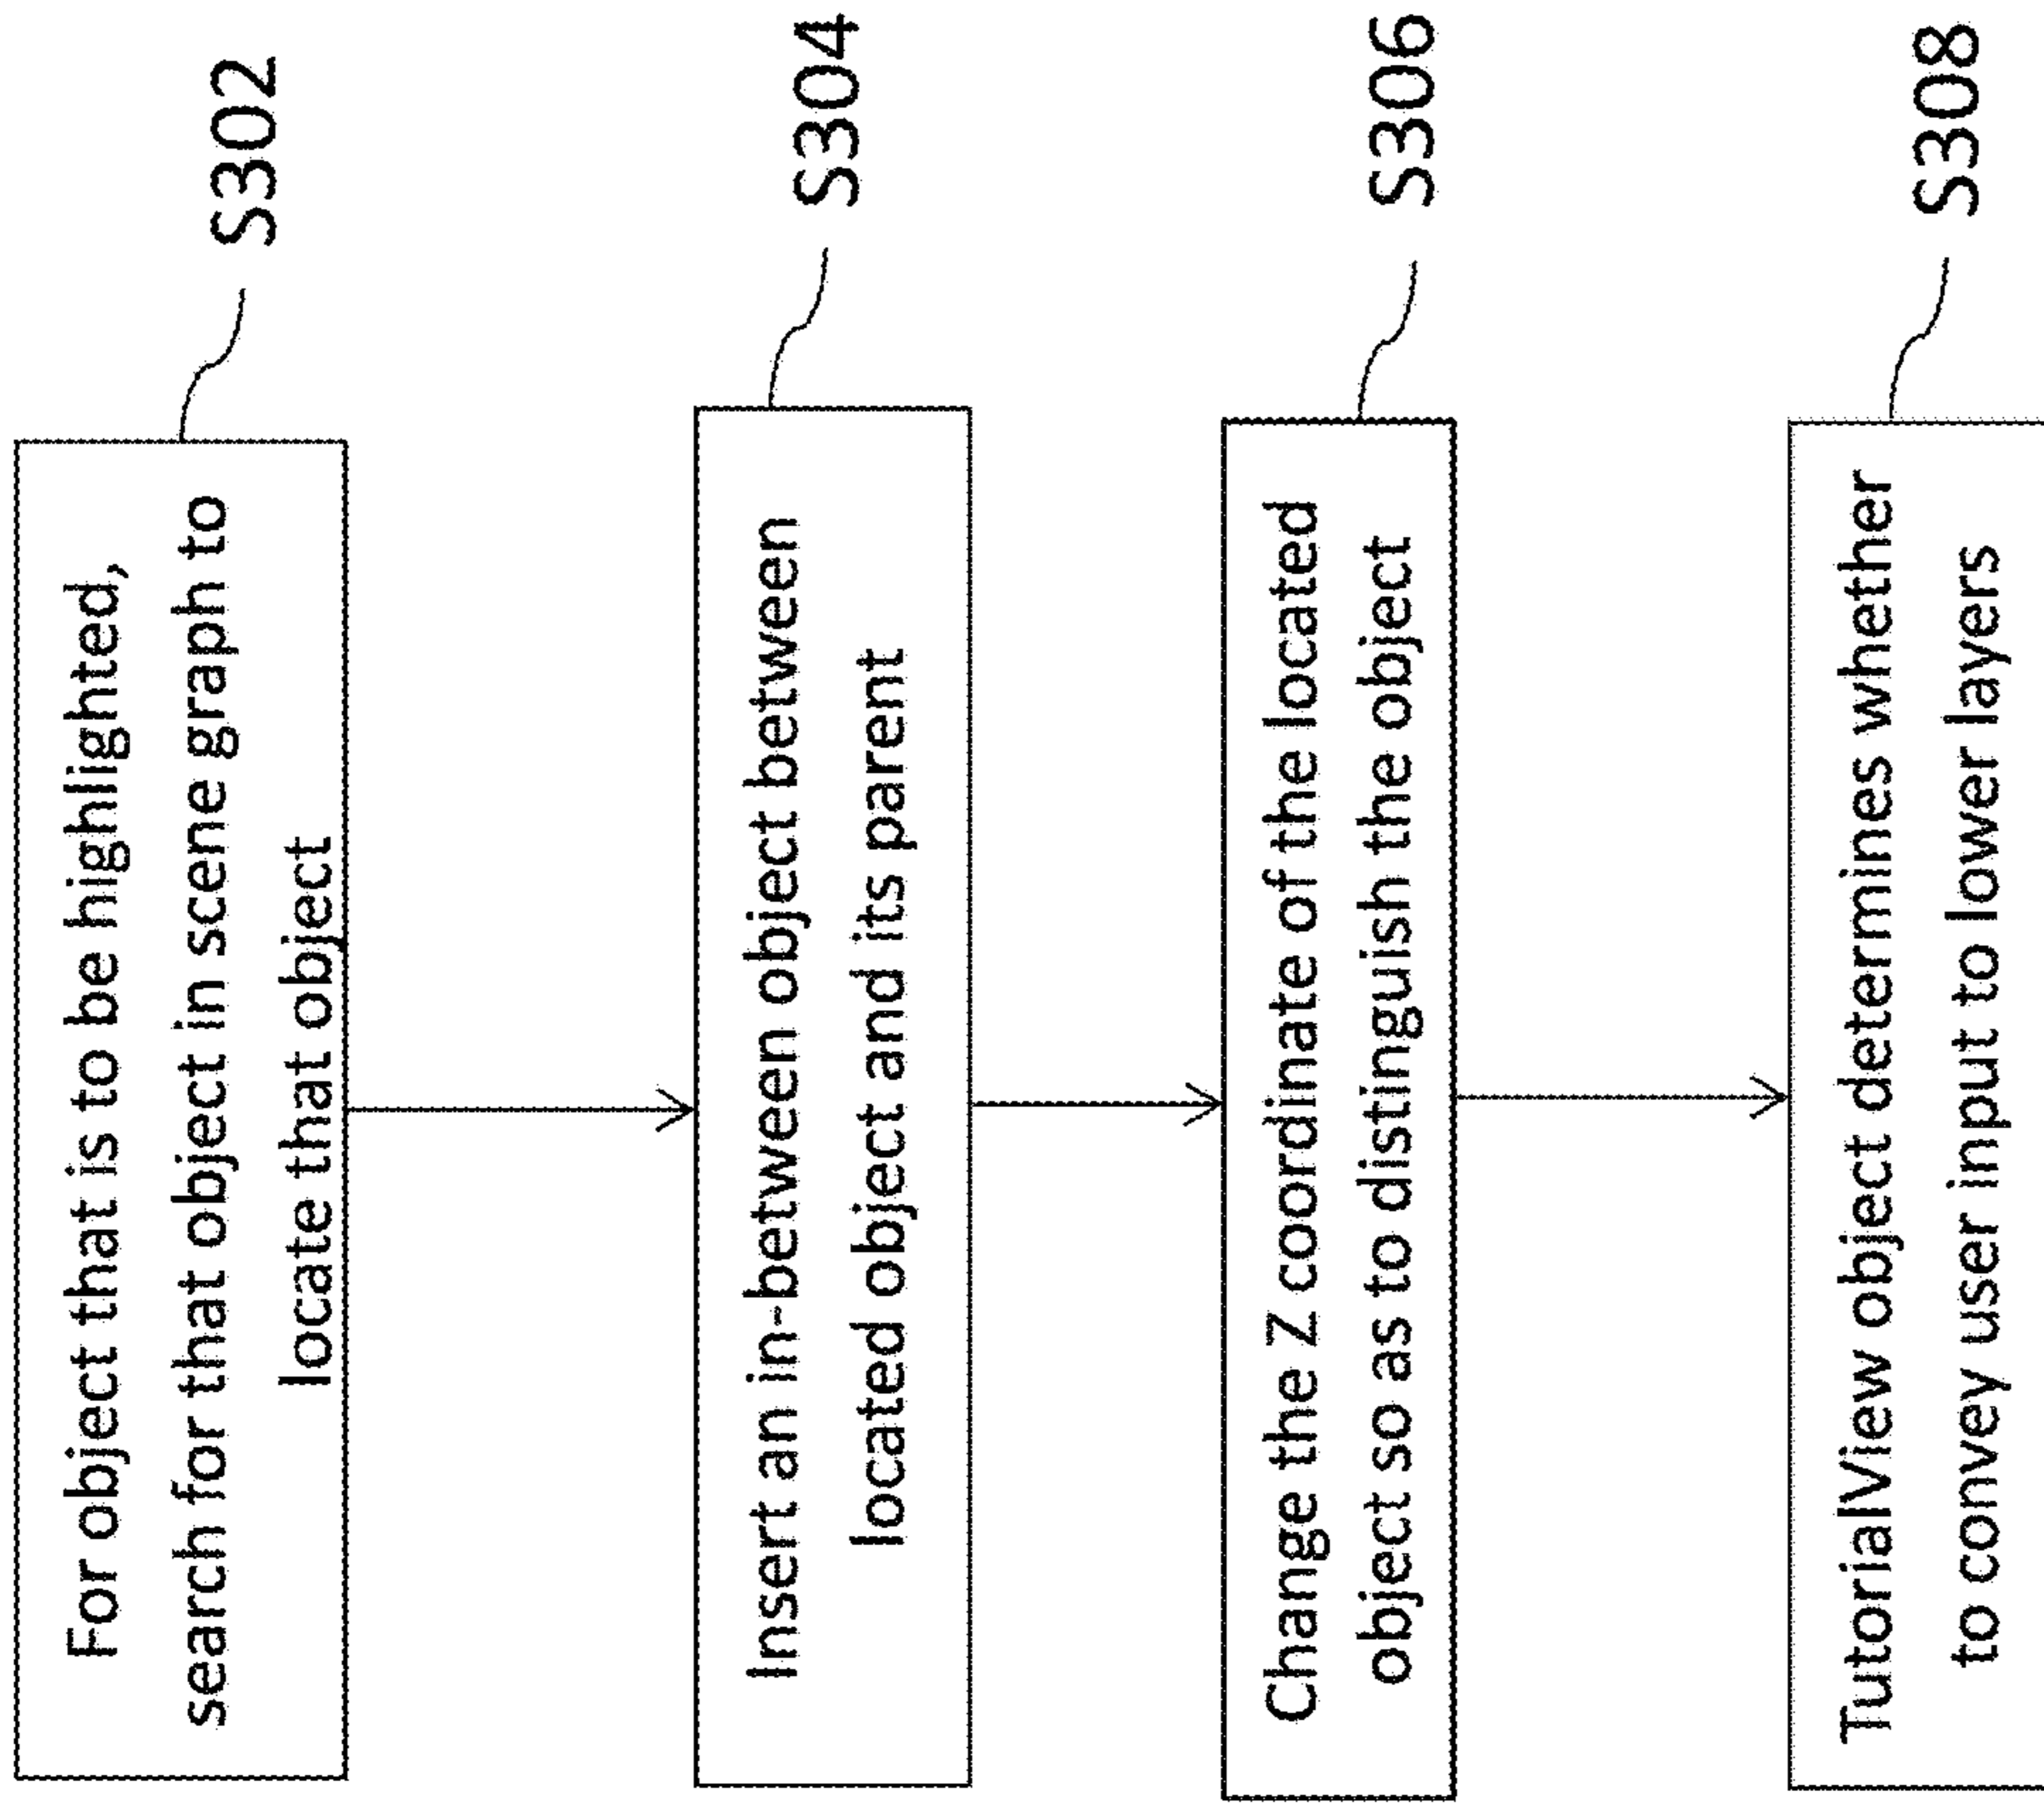 For object that is to be highlighted,
search for that object in scene graph to
locate that object
S302
Insert an in-between object between
located object and its parent
S304
Change the Z coordinate of the located
object so as to distinguish the object
S306
TutorialView object determines whether
to convey user input to lower layers
S308